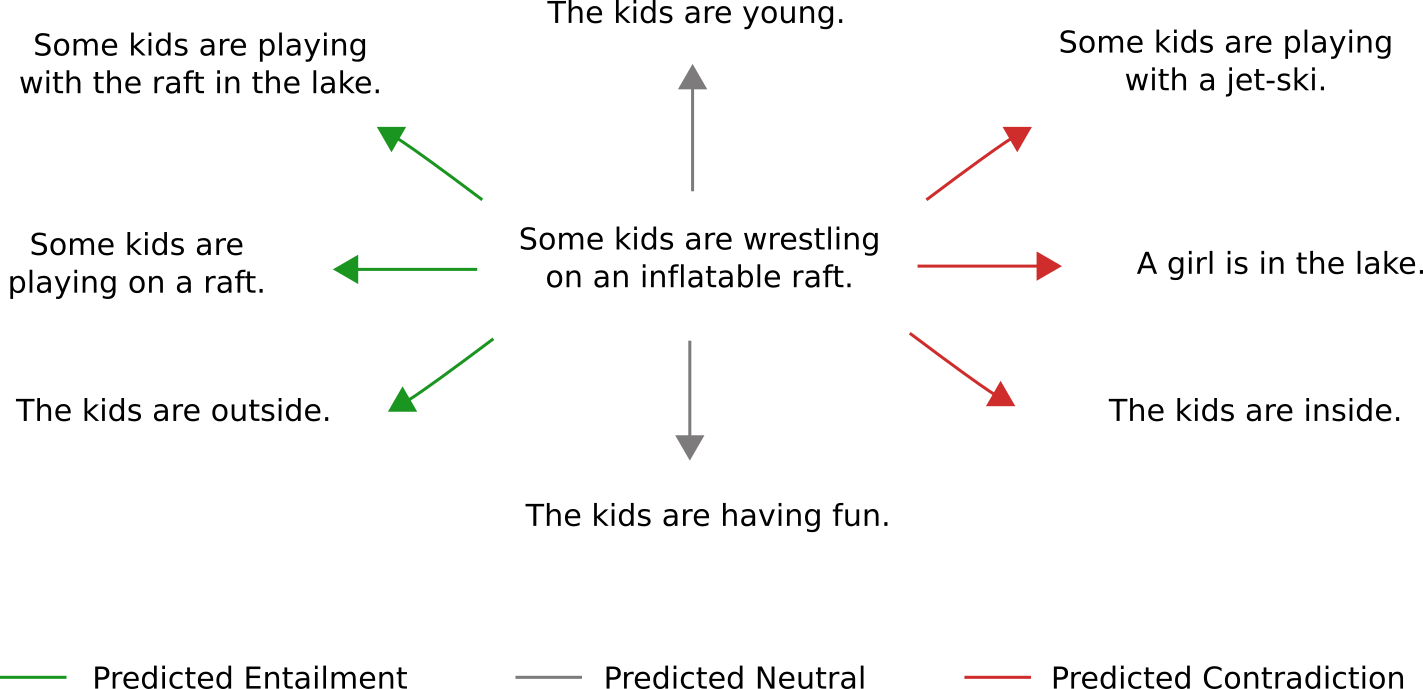 The kids are young.
Some kids are playing
with the raft in the lake.
Some kids are playing
with a jet-ski.
Some kids are
playing on a raft.
Some kids are wrestling
on an inflatable raft.
A girl is in the lake.
The kids are outside.
The kids are inside.
The kids are having fun.
Predicted Entailment
Predicted Neutral
Predicted Contradiction